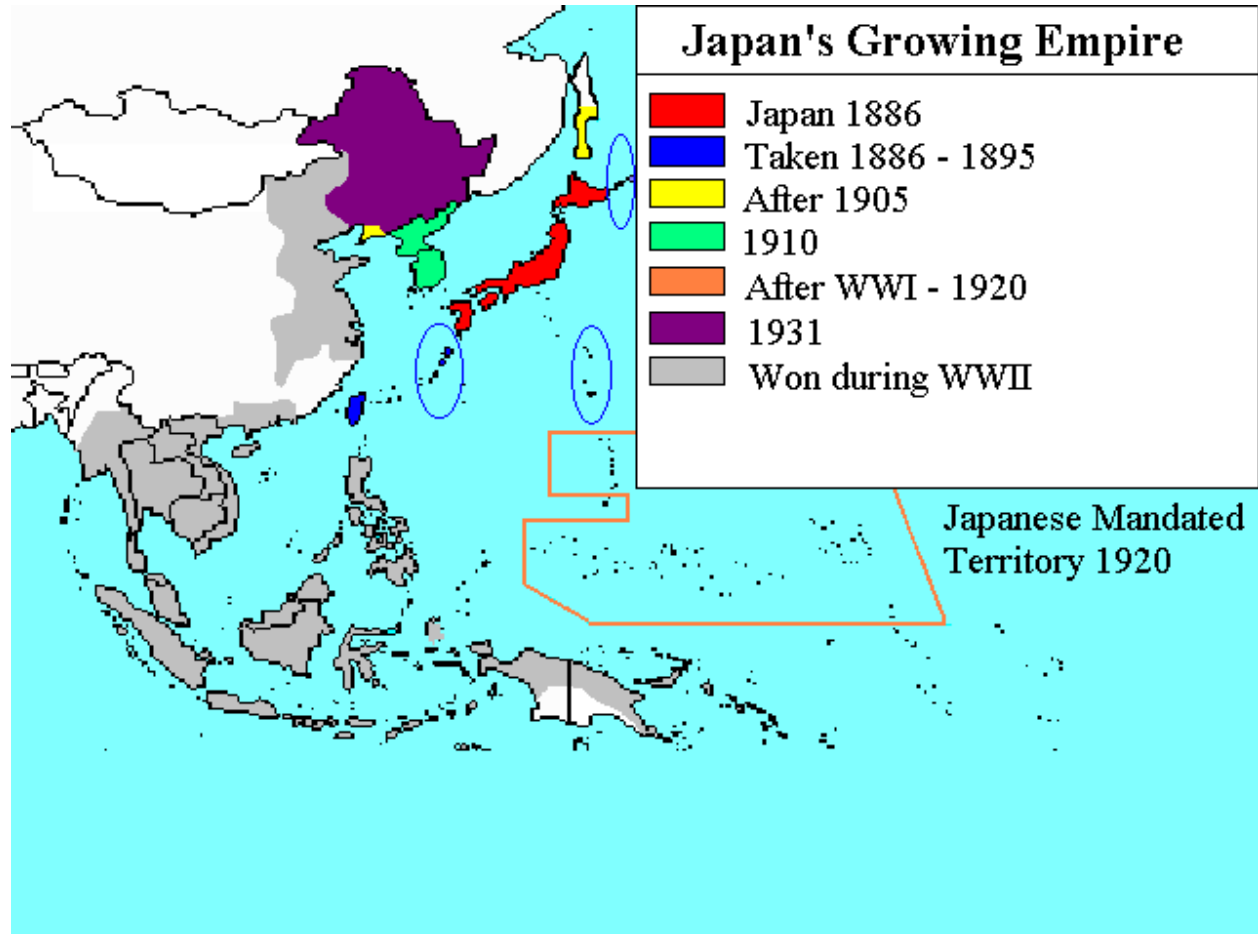 Japan's Growing Empire
Japan 1886
Taken 1886 - 1895
After 1905
1910
After WWI - 1920
1931
Won during WWII
Japanese Mandated
Territory 1920